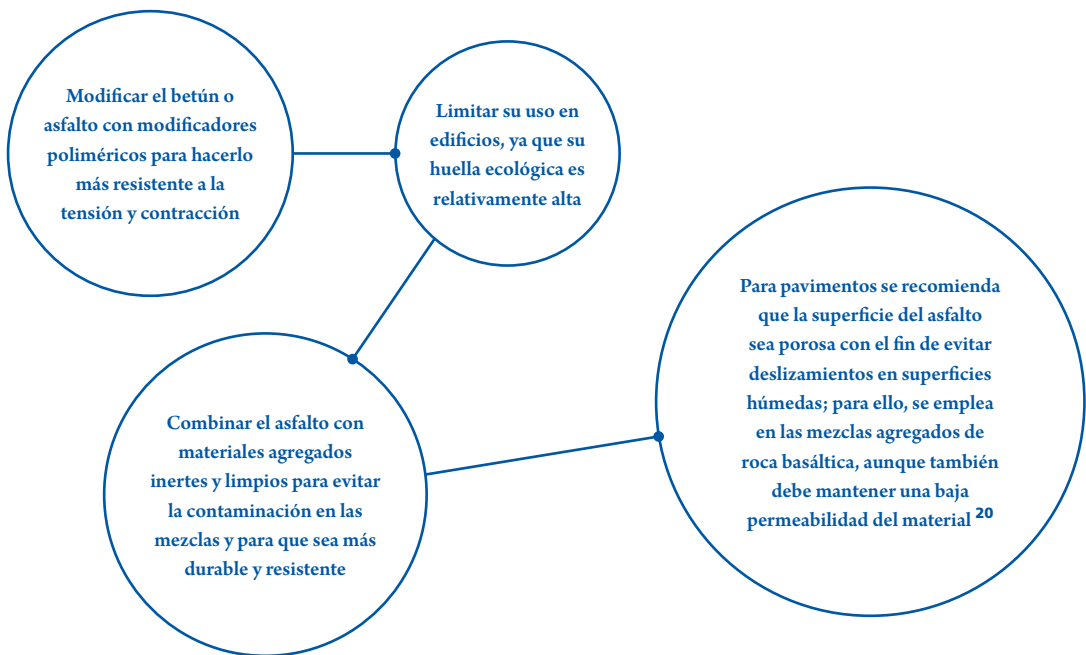 Modificar el betún o
asfalto con modificadores
poliméricos para hacerlo
más resistente a la
tensión y contracción
Limitar su uso en
edificios, ya que su
huella ecológica es
relativamente alta
Combinar el asfalto con
materiales agregados
inertes y limpios para evitar
la contaminación en las
mezclas y para que sea más
durable y resistente
Para pavimentos se recomienda
que la superficie del asfalto
sea porosa con el fin de evitar
deslizamientos en superficies
húmedas; para ello, se emplea
en las mezclas agregados de
roca basáltica, aunque también
debe mantener una baja
permeabilidad del material 20